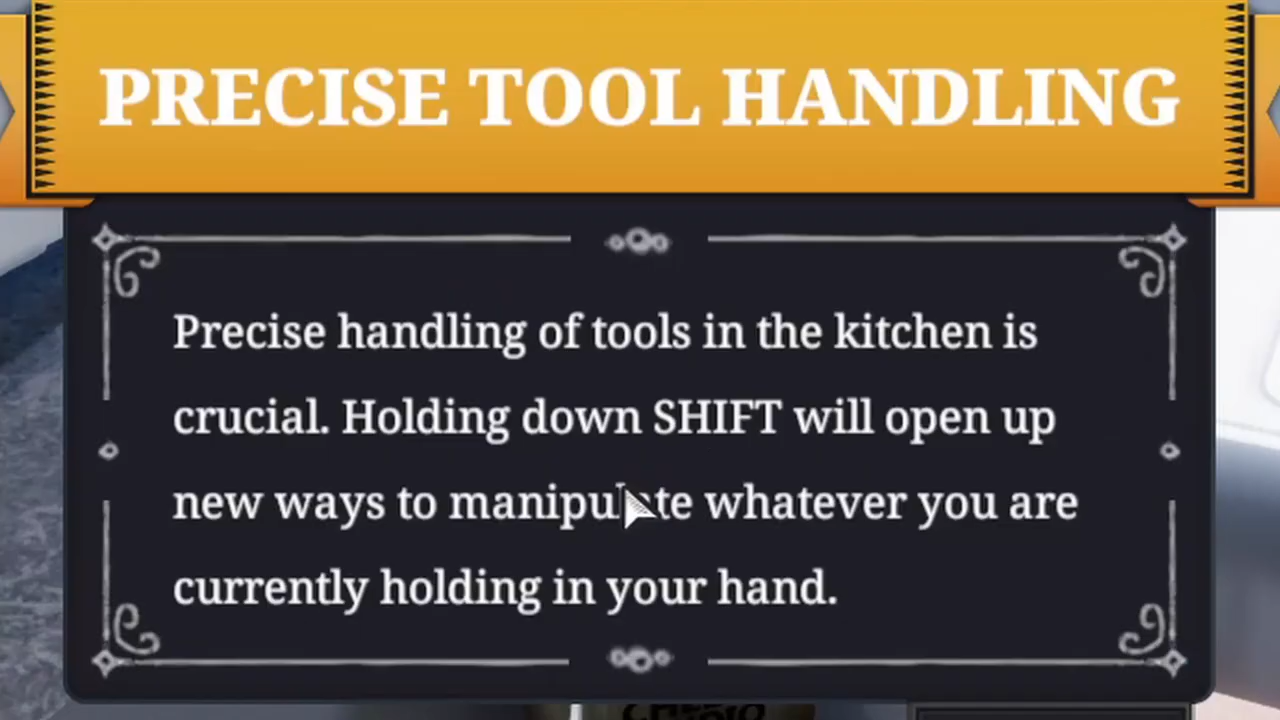 PRECISE TOOL HANDLING
Precise handling of tools in the kitchen is
crucial. Holding down SHIFT will open up
new ways to manipulate whatever you are
currently holding in your hand.